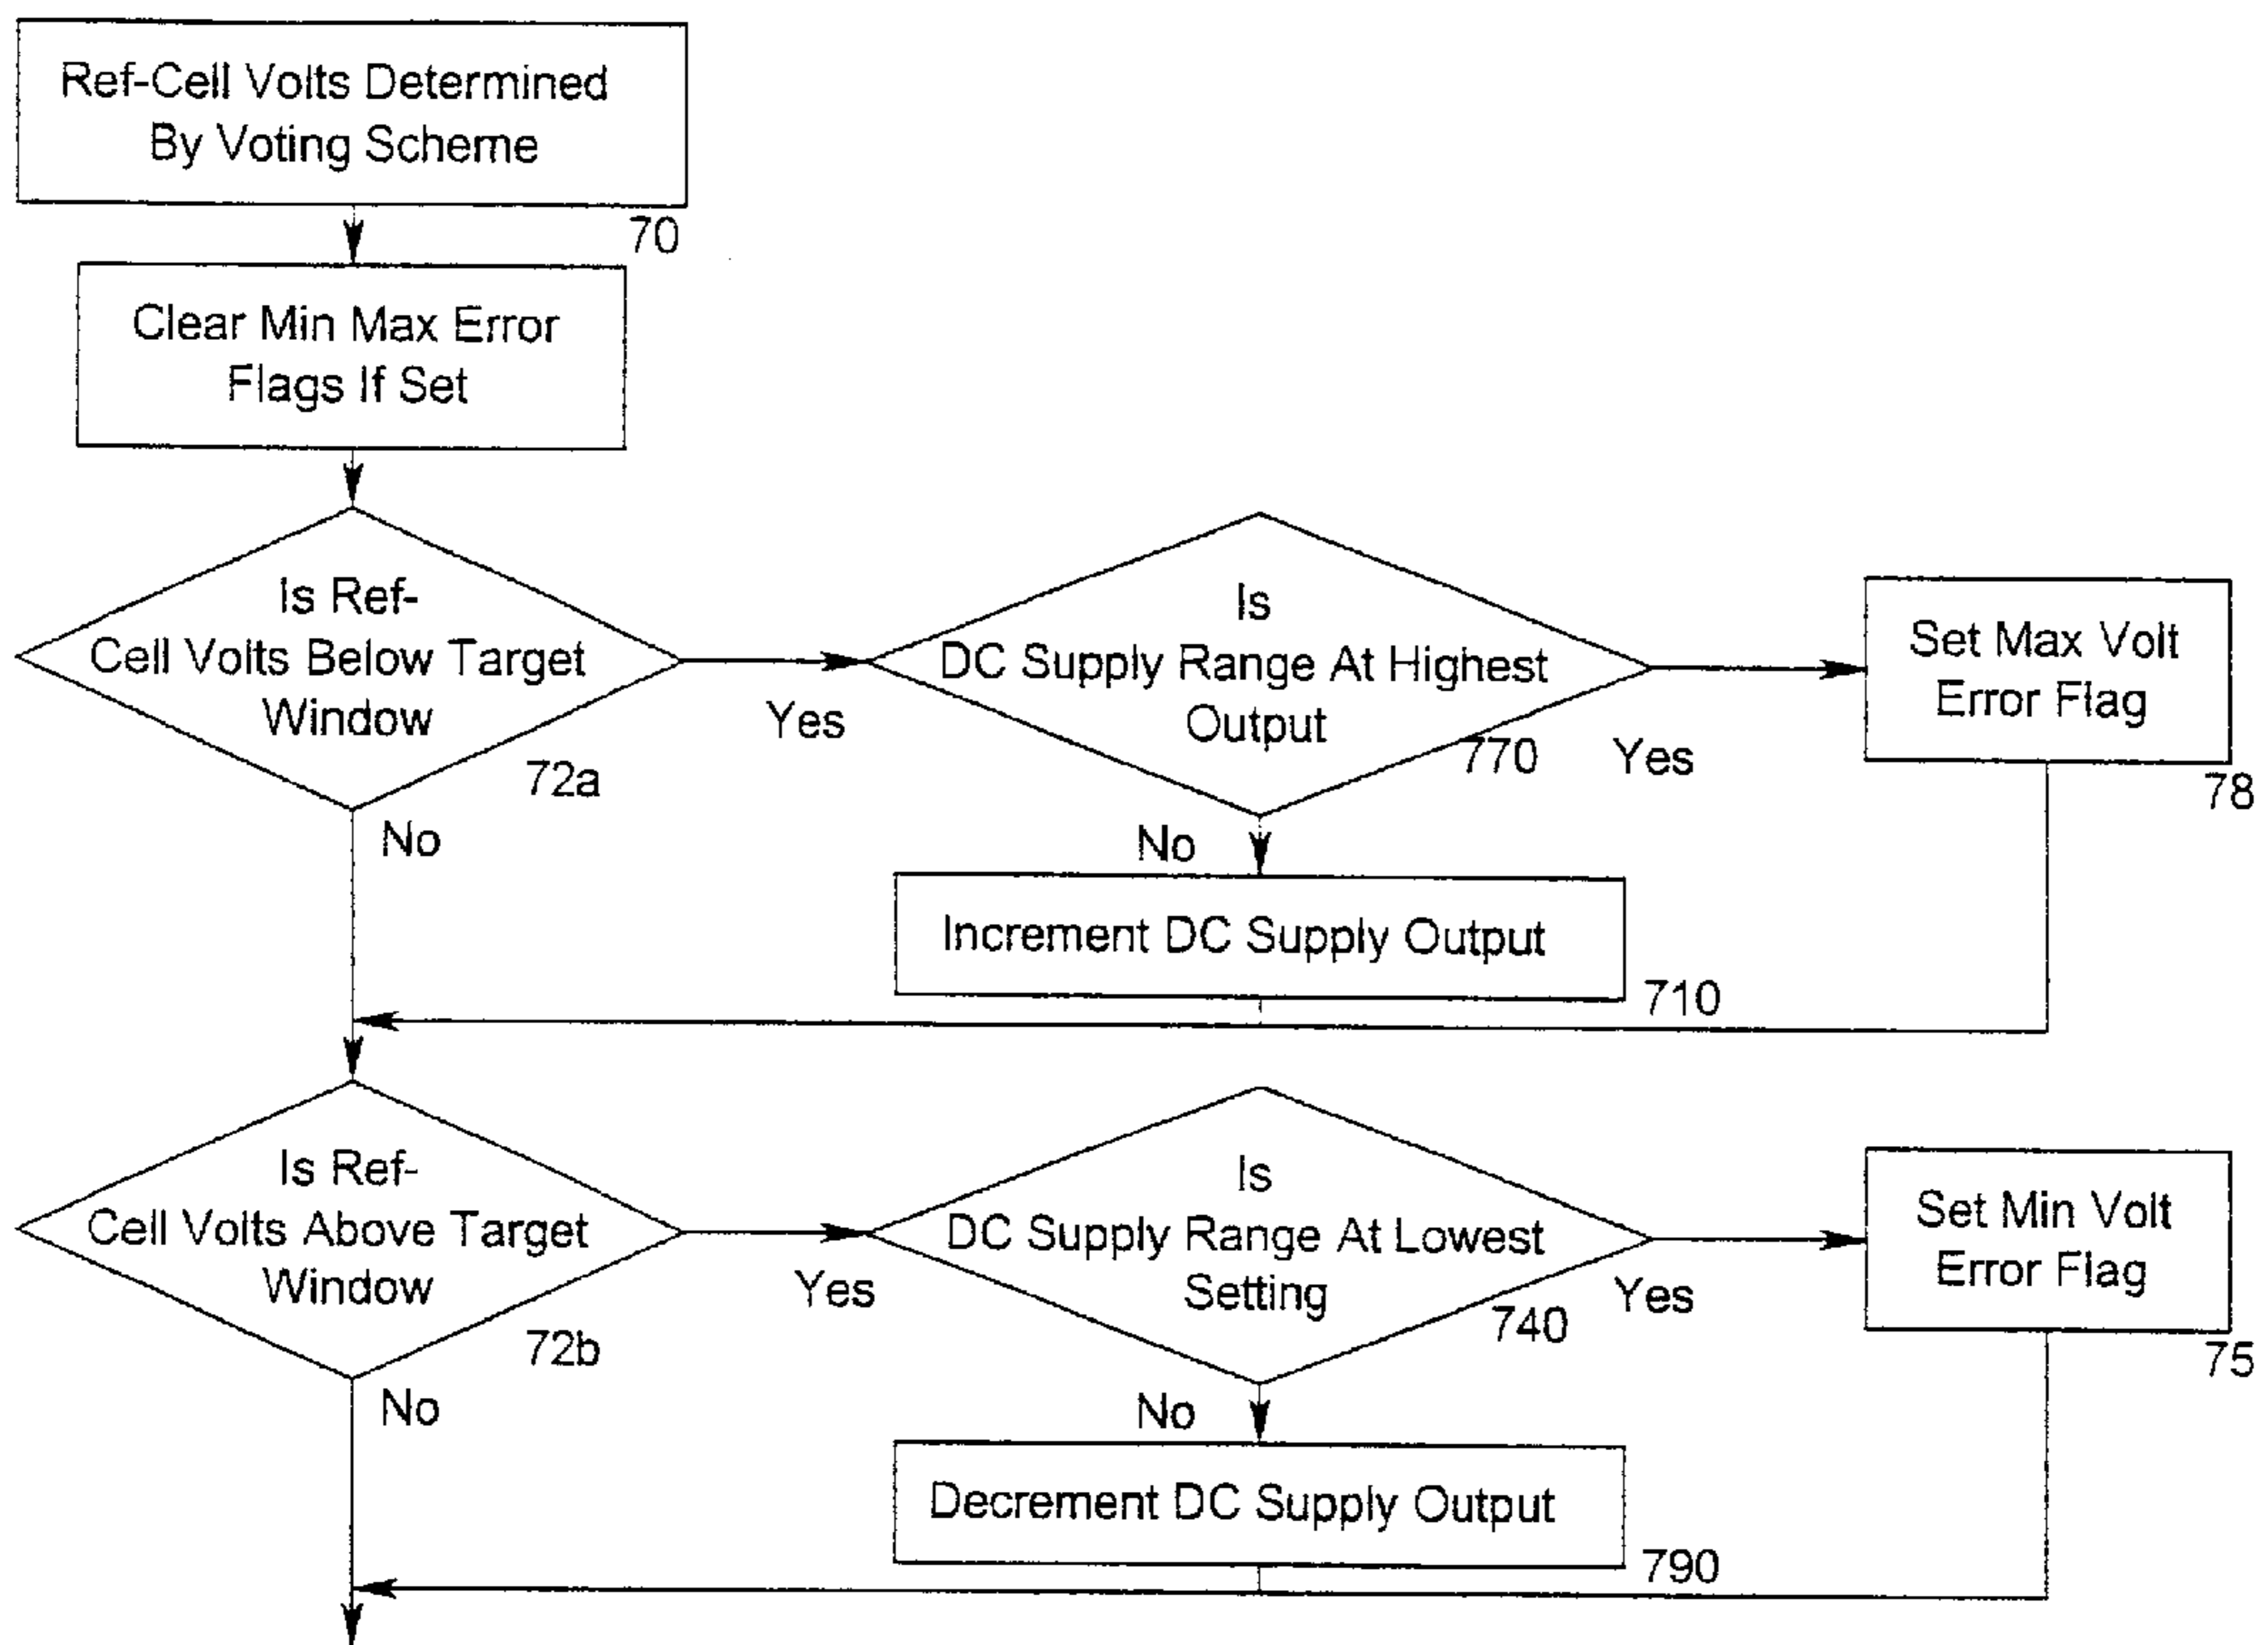 Ref-Cell Volts Determined
By Voting Scheme
70
Clear Min Max Error
Flags If Set
Is Ref-
Cell Volts Below Target
Window
72a
Yes
No
Is
DC Supply Range At Highest
Output
770
Yes
No
Set Max Volt
Error Flag
78
Increment DC Supply Output
710
Is Ref-
Cell Volts Above Target
Window
72b
Yes
No
Is
DC Supply Range At Lowest
Setting
740
Yes
No
Set Min Volt
Error Flag
75
Decrement DC Supply Output
790